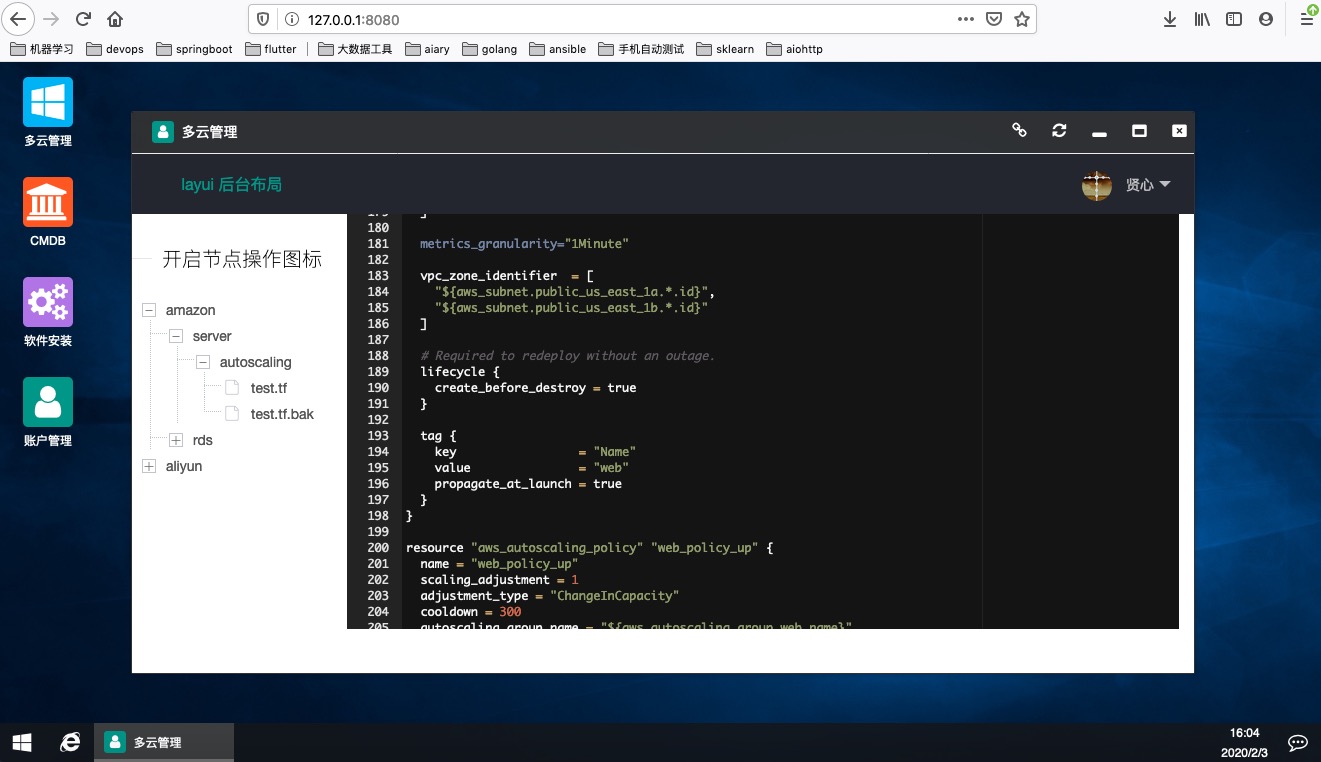 127.0.0.1:8080
机器学习 devops springboot flutter 大数据工具 aiary golang ansible 手机自动测试 sklearn aiohttp
多云管理
CMDB
软件安装
账户管理
多云管理
layui 后台布局
贤心
开启节点操作图标
amazon
server
autoscaling
test.tf
test.tf.bak
rds
aliyun
179 ]
180
181 metrics_granularity="1Minute"
182
183 vpc_zone_identifier = [
184 "${aws_subnet.public_us_east_1a.*.id}",
185 "${aws_subnet.public_us_east_1b.*.id}"
186 ]
187
188 # Required to redeploy without an outage.
189 lifecycle {
190 create_before_destroy = true
191 }
192
193 tag {
194 key = "Name"
195 value = "web"
196 propagate_at_launch = true
197 }
198 }
199
200 resource "aws_autoscaling_policy" "web_policy_up" {
201 name = "web_policy_up"
202 scaling_adjustment = 1
203 adjustment_type = "ChangeInCapacity"
204 cooldown = 300
205 autoscaling_group_name = "${aws_autoscaling_group.web.name}"
多云管理
16:04
2020/2/3